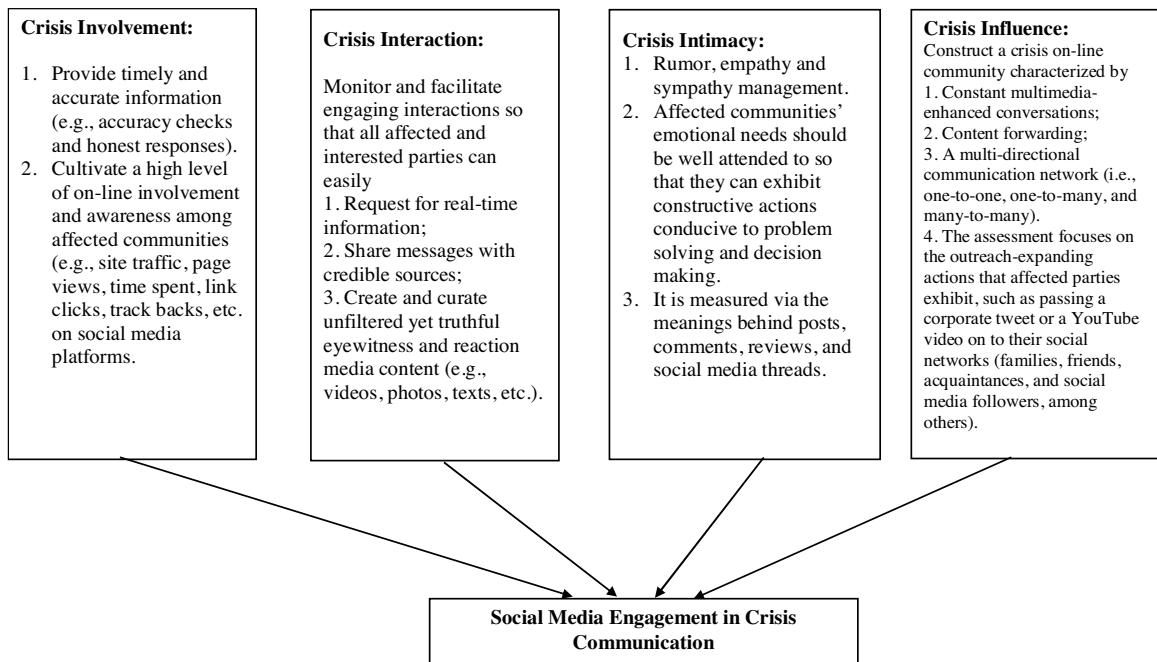 Crisis Involvement:
1. Provide timely and
accurate information
(e.g., accuracy checks
and honest responses).
2. Cultivate a high level
of on-line involvement
and awareness among
affected communities
(e.g., site traffic, page
views, time spent, link
clicks, track backs, etc.
on social media
platforms.
Crisis Interaction:
Monitor and facilitate
engaging interactions so
that all affected and
interested parties can
easily
1. Request for real-time
information;
2. Share messages with
credible sources;
3. Create and curate
unfiltered yet truthful
eyewitness and reaction
media content (e.g.,
videos, photos, texts, etc.).
Crisis Intimacy:
1. Rumor, empathy and
sympathy management.
2. Affected communities’
emotional needs should
be well attended to so
that they can exhibit
constructive actions
conducive to problem
solving and decision
making.
3. It is measured via the
meanings behind posts,
comments, reviews, and
social media threads.
Crisis Influence:
Construct a crisis on-line
community characterized by
1. Constant multimedia-
enhanced conversations;
2. Content forwarding;
3. A multi-directional
communication network (i.e.,
one-to-one, one-to-many, and
many-to-many).
4. The assessment focuses on
the outreach-expanding
actions that affected parties
exhibit, such as passing a
corporate tweet or a YouTube
video on to their social
networks (families, friends,
acquaintances, and social
media followers, among
others).
Social Media Engagement in Crisis
Communication